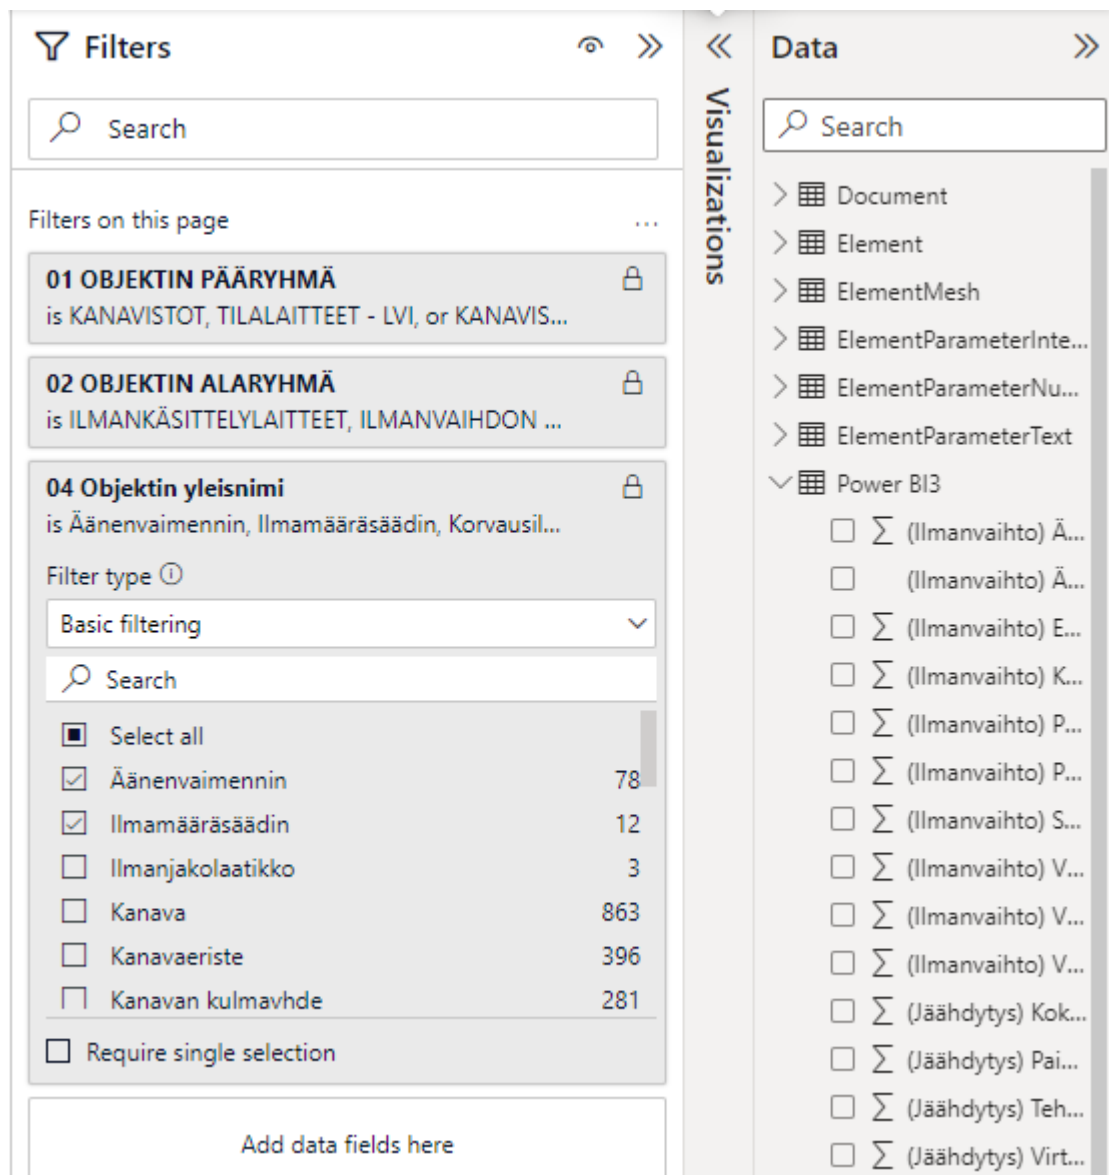 Filters
Search
Filters on this page
...
01 OBJEKTIN PÄÄRYHMÄ
is KANAVISTOT, TILALAITTEET - LVI, or KANAVIS...
02 OBJEKTIN ALARYHMÄ
is ILMANKÄSITTELYLAITTEET, ILMANVAIHDON ...
04 Objektin yleisnimi
is Äänenvaimennin, Ilmamääräsäädin, Korvausil...
Filter type
Basic filtering
Search
Select all
Äänenvaimennin 78
Ilmamääräsäädin 12
Ilmanjakolaatikko 3
Kanava 863
Kanavaeriste 396
Kanavan kulmayhde 281
Require single selection
Add data fields here
Visualizations
Data
Search
Document
Element
ElementMesh
ElementParameterInte...
ElementParameterNu...
ElementParameterText
Power BI3
(Ilmanvaihto) Ä...
(Ilmanvaihto) Ä...
(Ilmanvaihto) E...
(Ilmanvaihto) K...
(Ilmanvaihto) P...
(Ilmanvaihto) P...
(Ilmanvaihto) S...
(Ilmanvaihto) V...
(Ilmanvaihto) V...
(Ilmanvaihto) V...
(Jäähdytys) Kok...
(Jäähdytys) Pai...
(Jäähdytys) Teh...
(Jäähdytys) Virt...